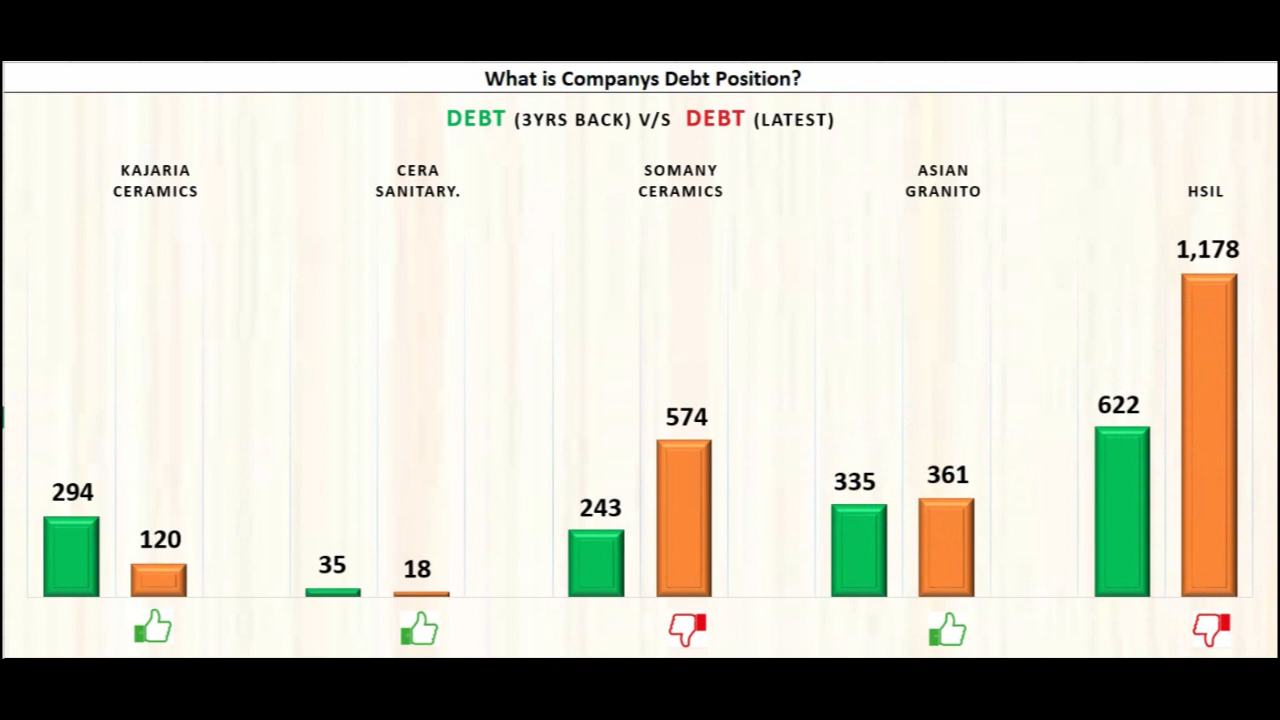 What is Companys Debt Position?
DEBT (3YRS BACK) V/S DEBT (LATEST)
KAJARIA
CERAMICS
CERA
SANITARY.
SOMANY
CERAMICS
ASIAN
GRANITO
HSIL
294
120
35
18
243
574
335
361
622
1,178